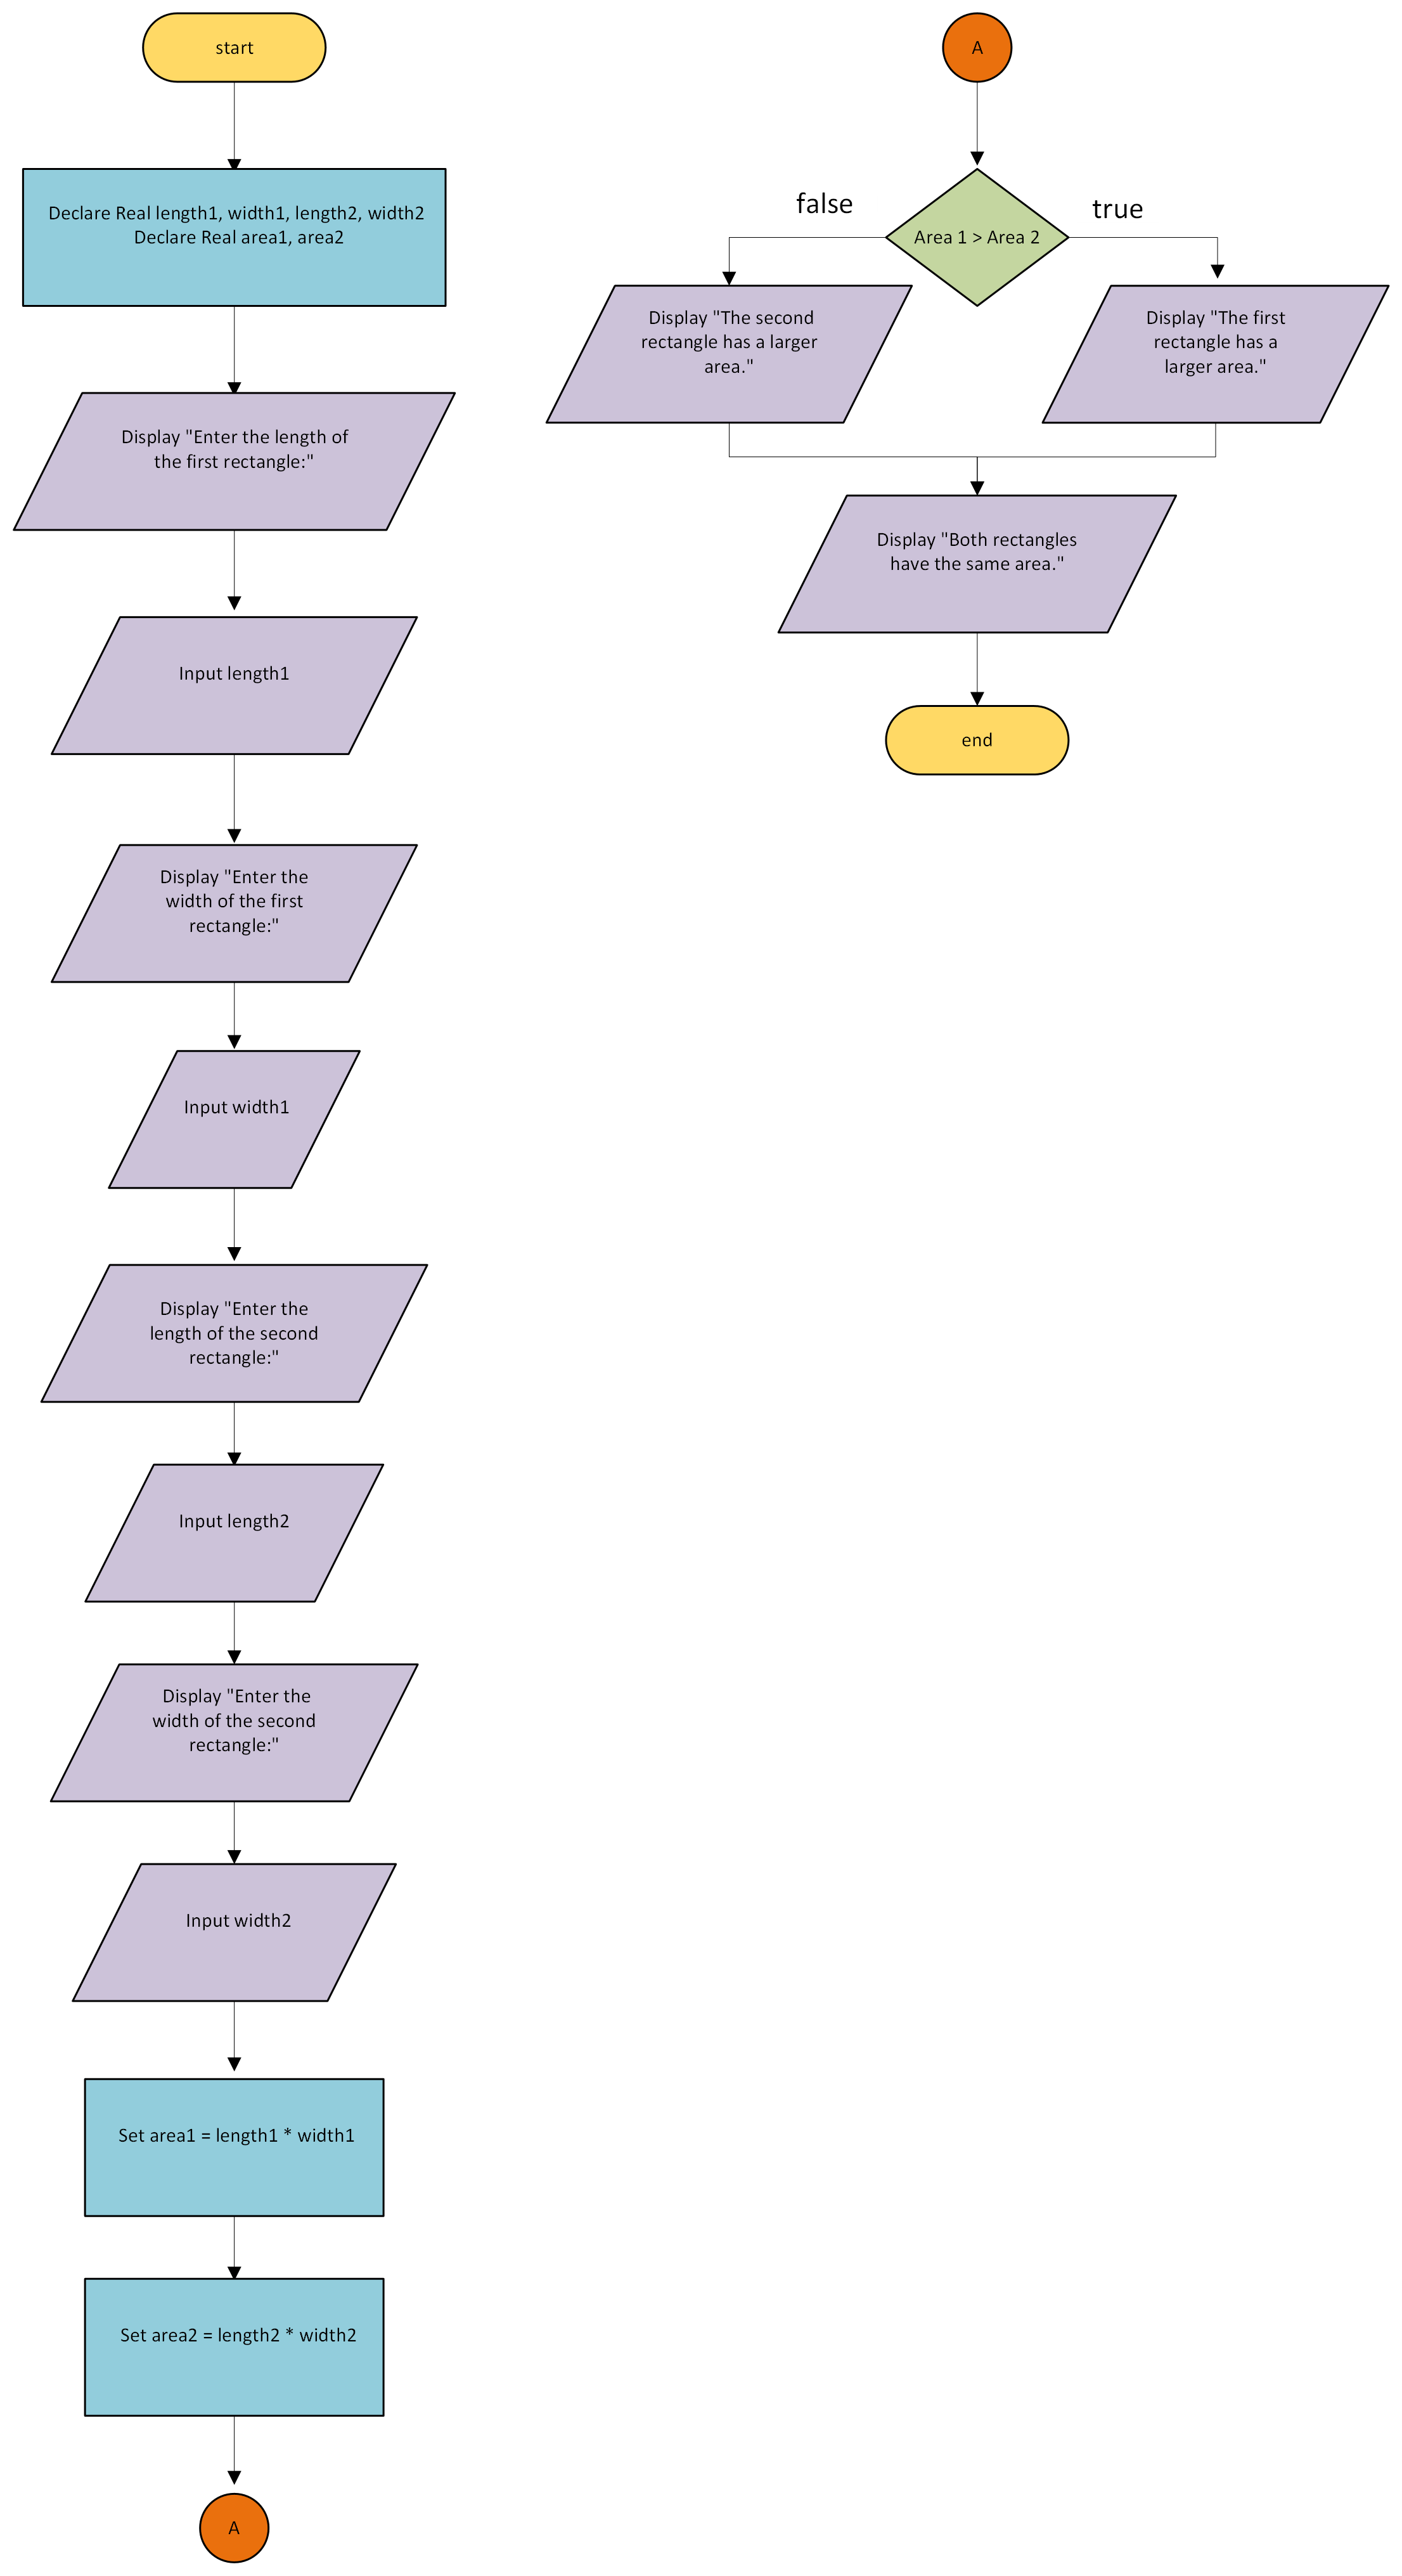 start
Declare Real length1, width1, length2, width2
Declare Real area1, area2
Display "Enter the length of
the first rectangle:"
Input length1
Display "Enter the
width of the first
rectangle:"
Input width1
Display "Enter the
length of the second
rectangle:"
Input length2
Display "Enter the
width of the second
rectangle:"
Input width2
Set area1 = length1 * width1
Set area2 = length2 * width2
A
A
Area 1 > Area 2
false
true
Display "The second
rectangle has a larger
area."
Display "The first
rectangle has a
larger area."
Display "Both rectangles
have the same area."
end